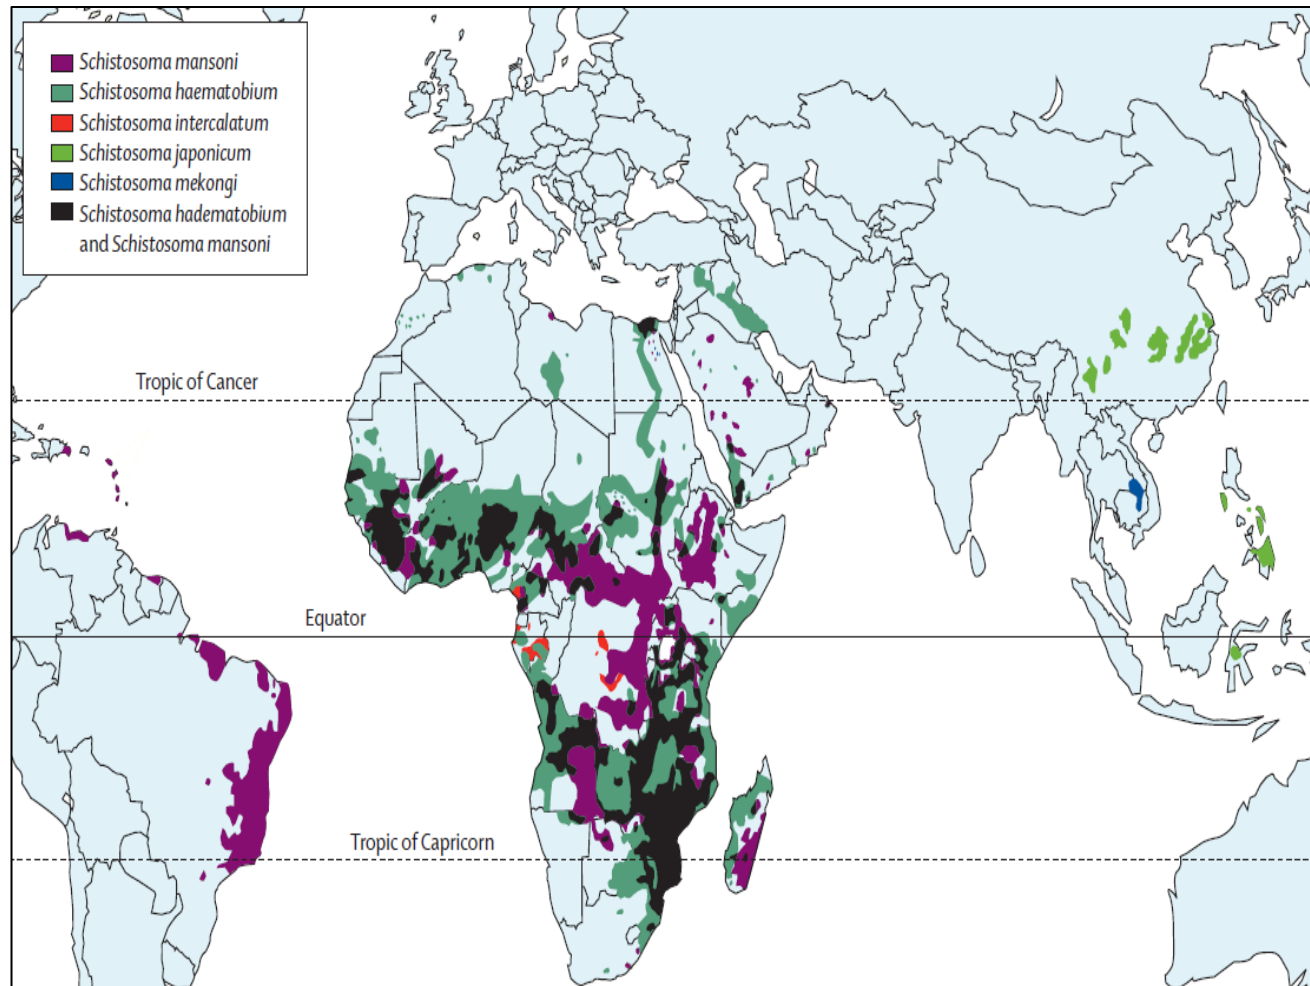 Schistosoma mansoni
Schistosoma haematobium
Schistosoma intercalatum
Schistosoma japonicum
Schistosoma mekongi
Schistosoma hadematobium
and Schistosoma mansoni
Tropic of Cancer
Equator
Tropic of Capricorn